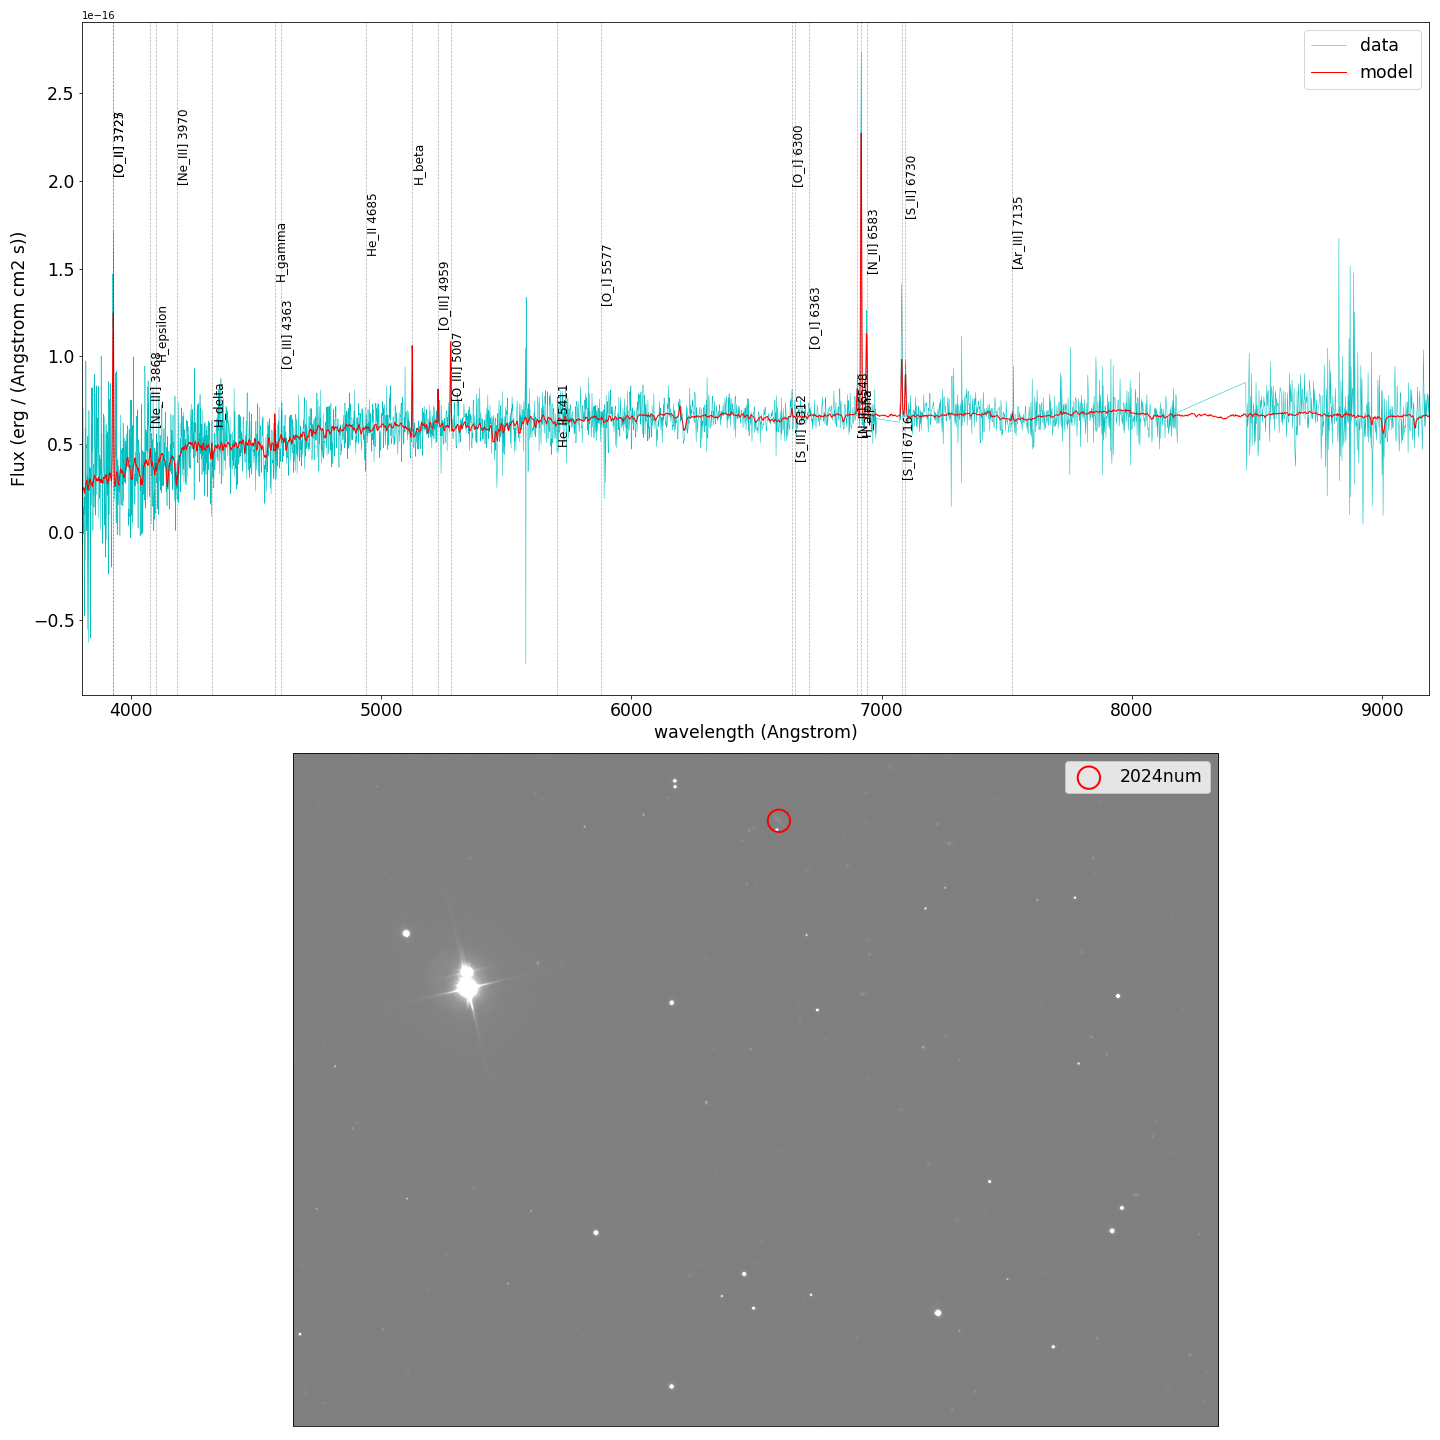 1e−16
Flux (erg / (Angstrom cm2 s))
2.5
2.0
1.5
1.0
0.5
0.0
−0.5
data
model
[Ne_III] 3868
H_epsilon
[Ne_III] 3970
H_delta
H_gamma
[O_III] 4363
He_II 4685
H_beta
[O_III] 4959
[O_III] 5007
He_II 5411
[O_I] 5577
[O_I] 6300
[S_III] 6312
[O_I] 6363
[N_II] 6548
H_alpha
[N_II] 6583
[S_II] 6716
[S_II] 6730
[Ar_III] 7135
4000
5000
6000
7000
8000
9000
wavelength (Angstrom)
2024num